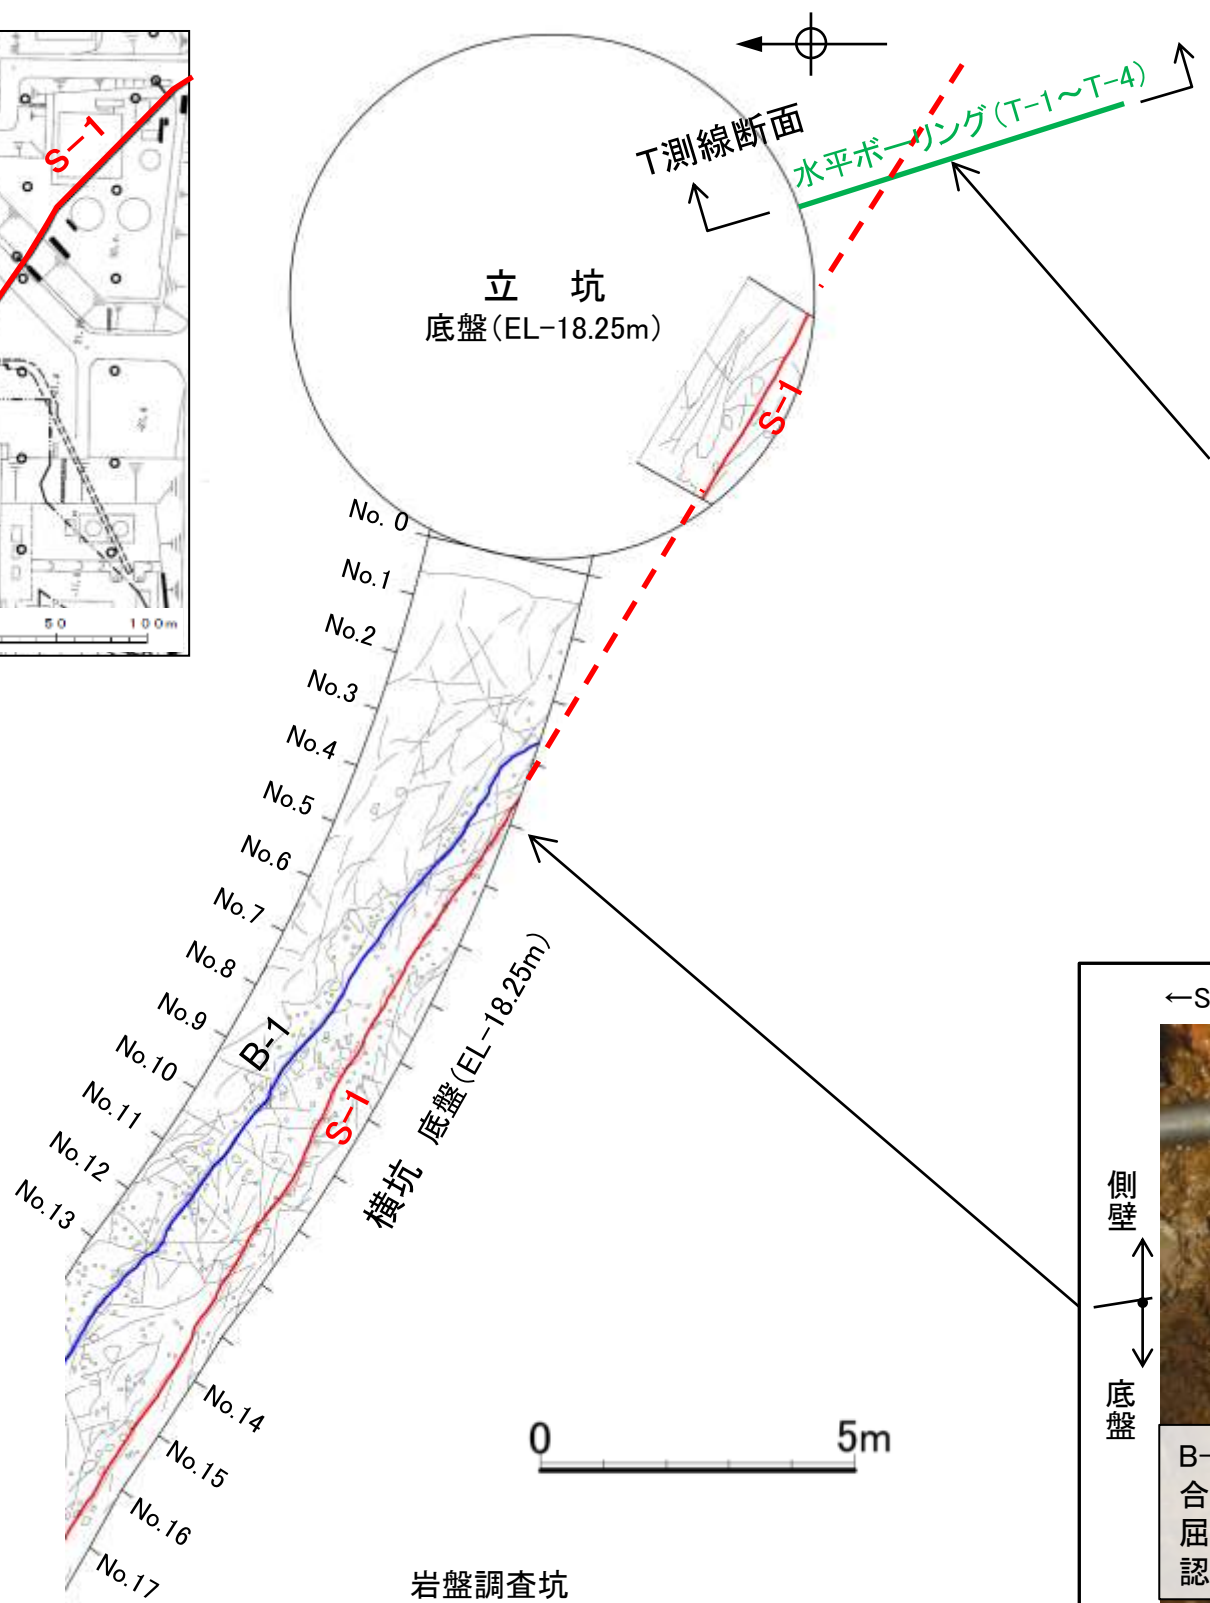 S-1
50
100m
T測線断面
水平ボーリング(T-1~T-4)
立 坑
底盤(EL-18.25m)
S-1
No. 0
No.1
No.2
No.3
No.4
No.5
No.6
No.7
No.8
No.9
No.10
No.11
No.12
No.13
B-1
S-1
横坑 底盤(EL-18.25m)
No.14
No.15
No.16
No.17
0
5m
岩盤調査坑
←S
側壁
底盤
B-
合
屈
認